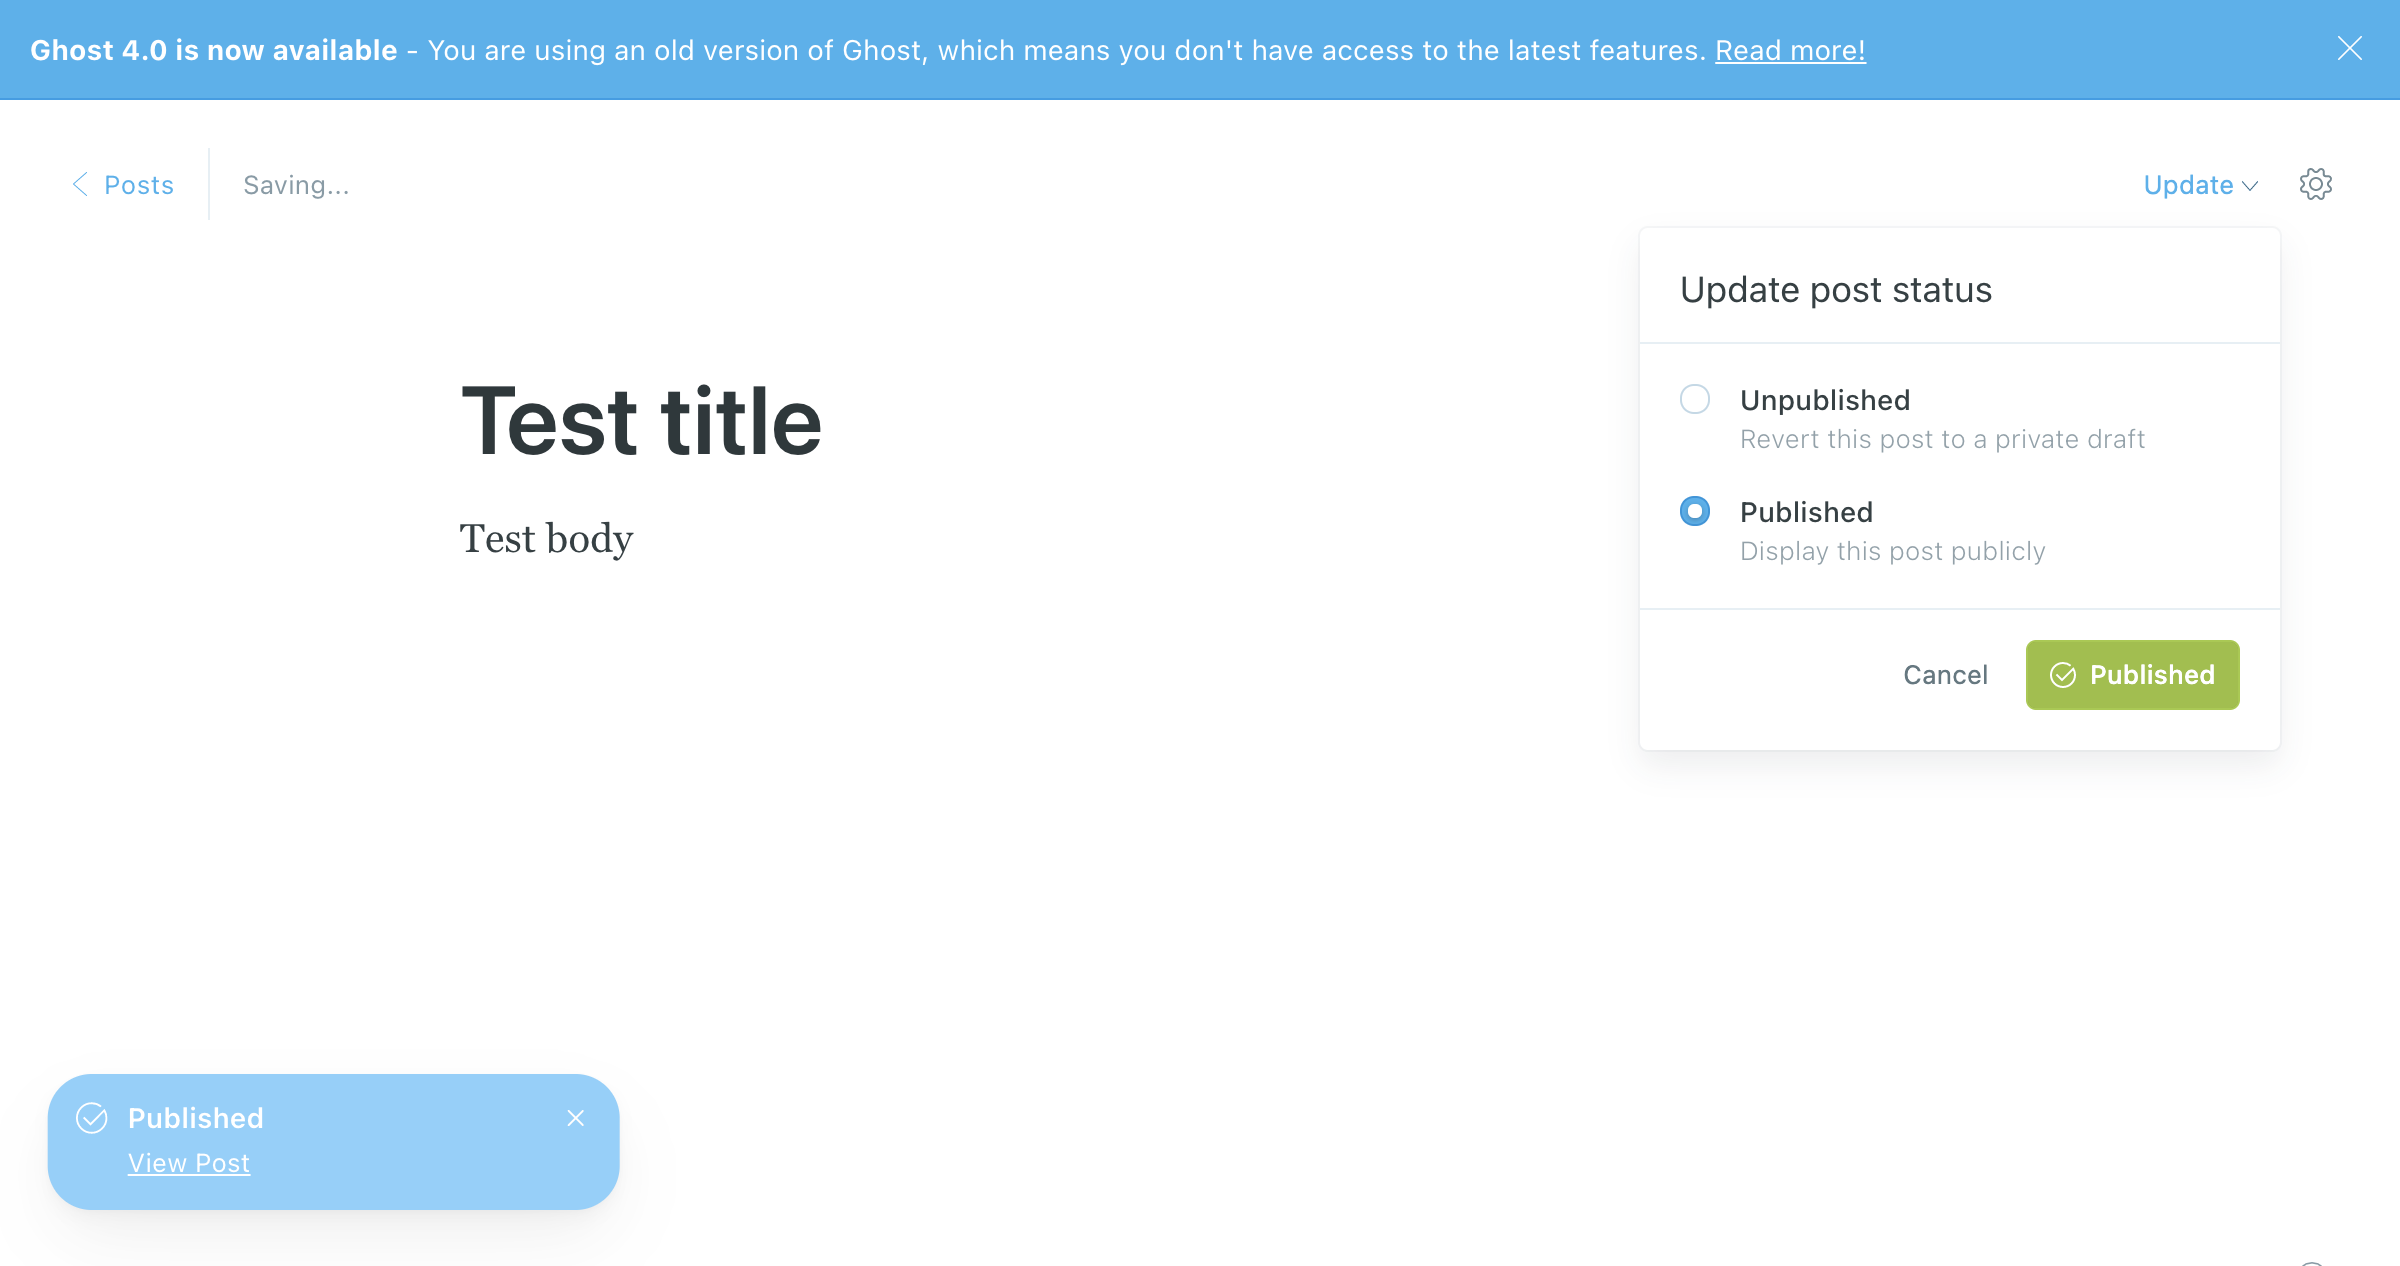 Ghost 4.0 is now available - You are using an old version of Ghost, which means you don't have access to the latest features. Read more!
Posts
Saving...
Update
Update post status
Unpublished
Revert this post to a private draft
Published
Display this post publicly
Cancel
Published
Test title
Test body
Published
View Post